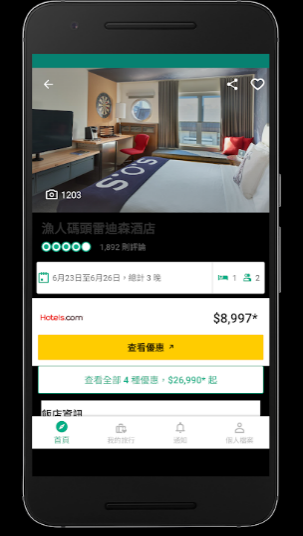 S.O.S
1203
漁人碼頭雷迪森酒店
1,892 則評論
6月23日至6月26日，總計 3 晚
1
2
Hotels.com
$8,997*
查看優惠 ↗
查看全部 4 種優惠，$26,990* 起
飯店資訊
首頁
我的旅行
通知
個人檔案